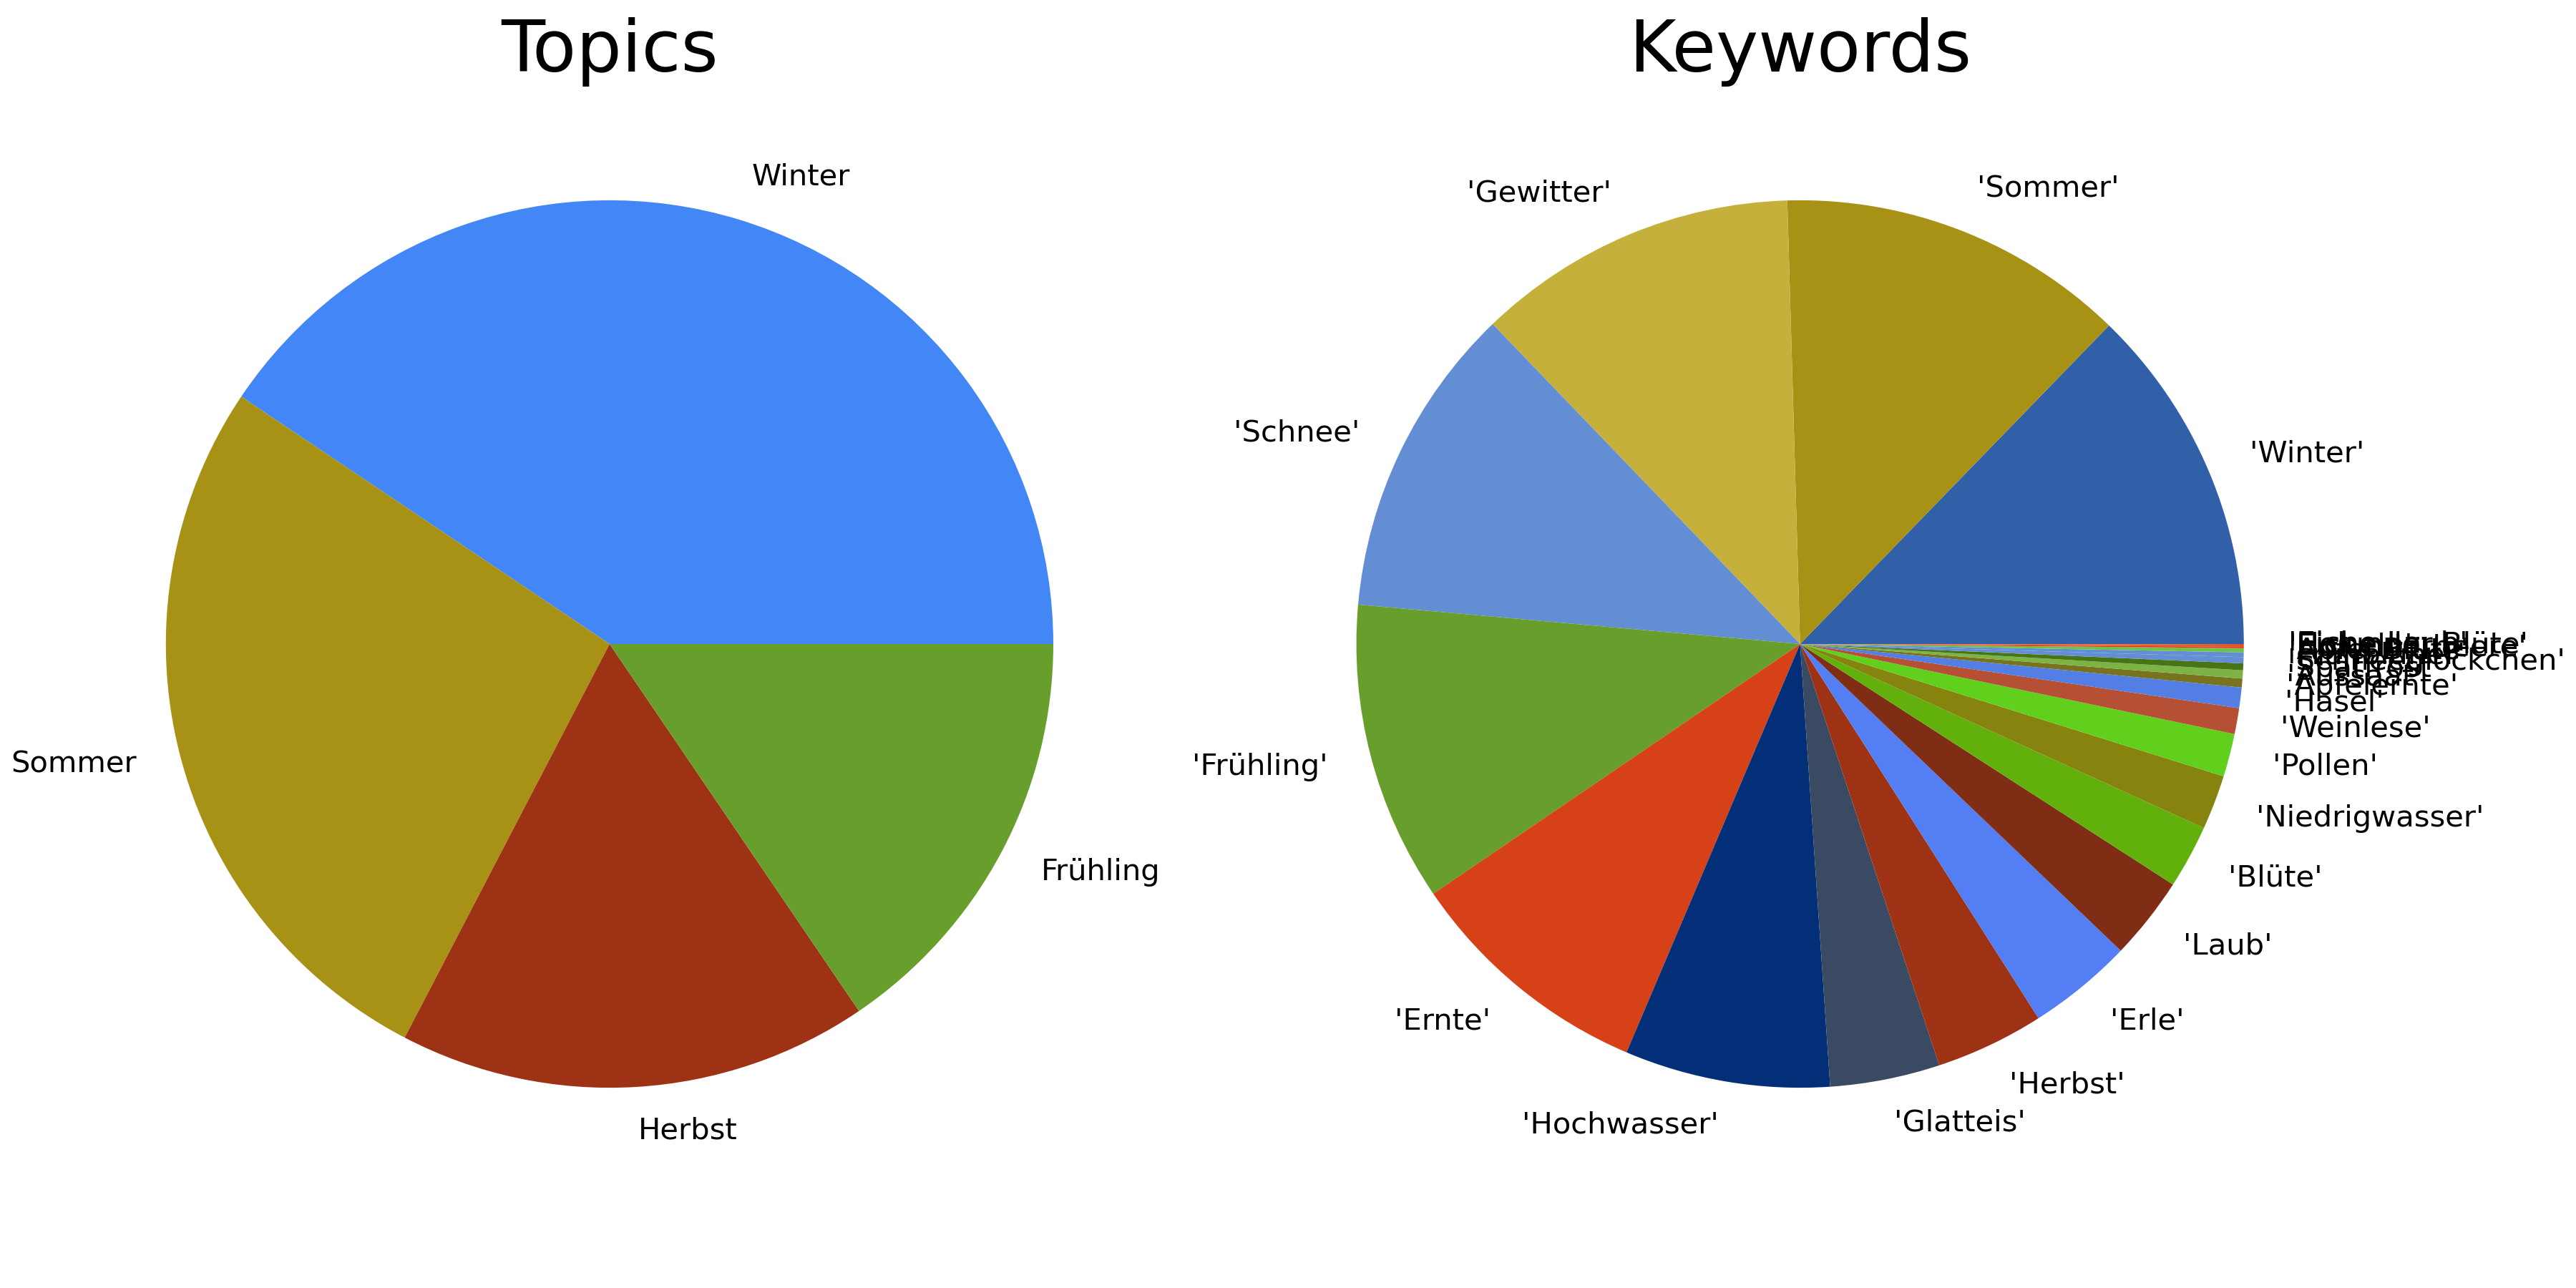 Topics
Winter
Sommer
Herbst
Frühling
Keywords
'Winter'
'Sommer'
'Gewitter'
'Schnee'
'Frühling'
'Ernte'
'Hochwasser'
'Glatteis'
'Herbst'
'Erle'
'Laub'
'Blüte'
'Niedrigwasser'
'Pollen'
'Weinlese'
'Hasel'
'Apfelernte'